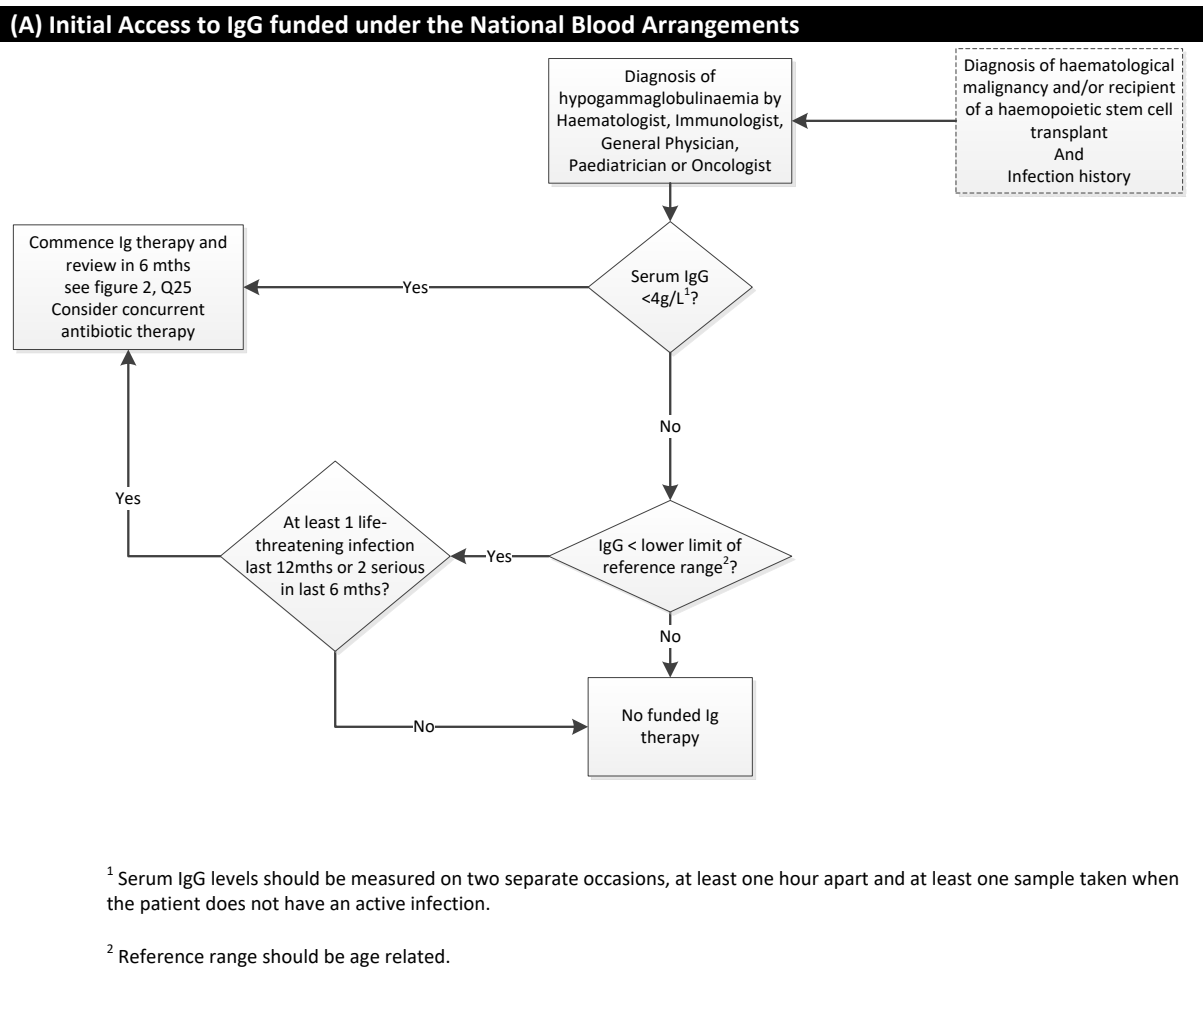 (A) Initial Access to IgG funded under the National Blood Arrangements
Diagnosis of
hypogammaglobulinaemia by
Haematologist, Immunologist,
General Physician,
Paediatrician or Oncologist
Diagnosis of haematological
malignancy and/or recipient
of a haemopoietic stem cell
transplant
And
Infection history
Commence Ig therapy and
review in 6 mths
see figure 2, Q25
Consider concurrent
antibiotic therapy
Yes
Serum IgG
<4g/L¹?
No
Yes
At least 1 life-
threatening infection
last 12mths or 2 serious
in last 6 mths?
Yes
IgG < lower limit of
reference range²?
No
No
No funded Ig
therapy
¹ Serum IgG levels should be measured on two separate occasions, at least one hour apart and at least one sample taken when
the patient does not have an active infection.
² Reference range should be age related.